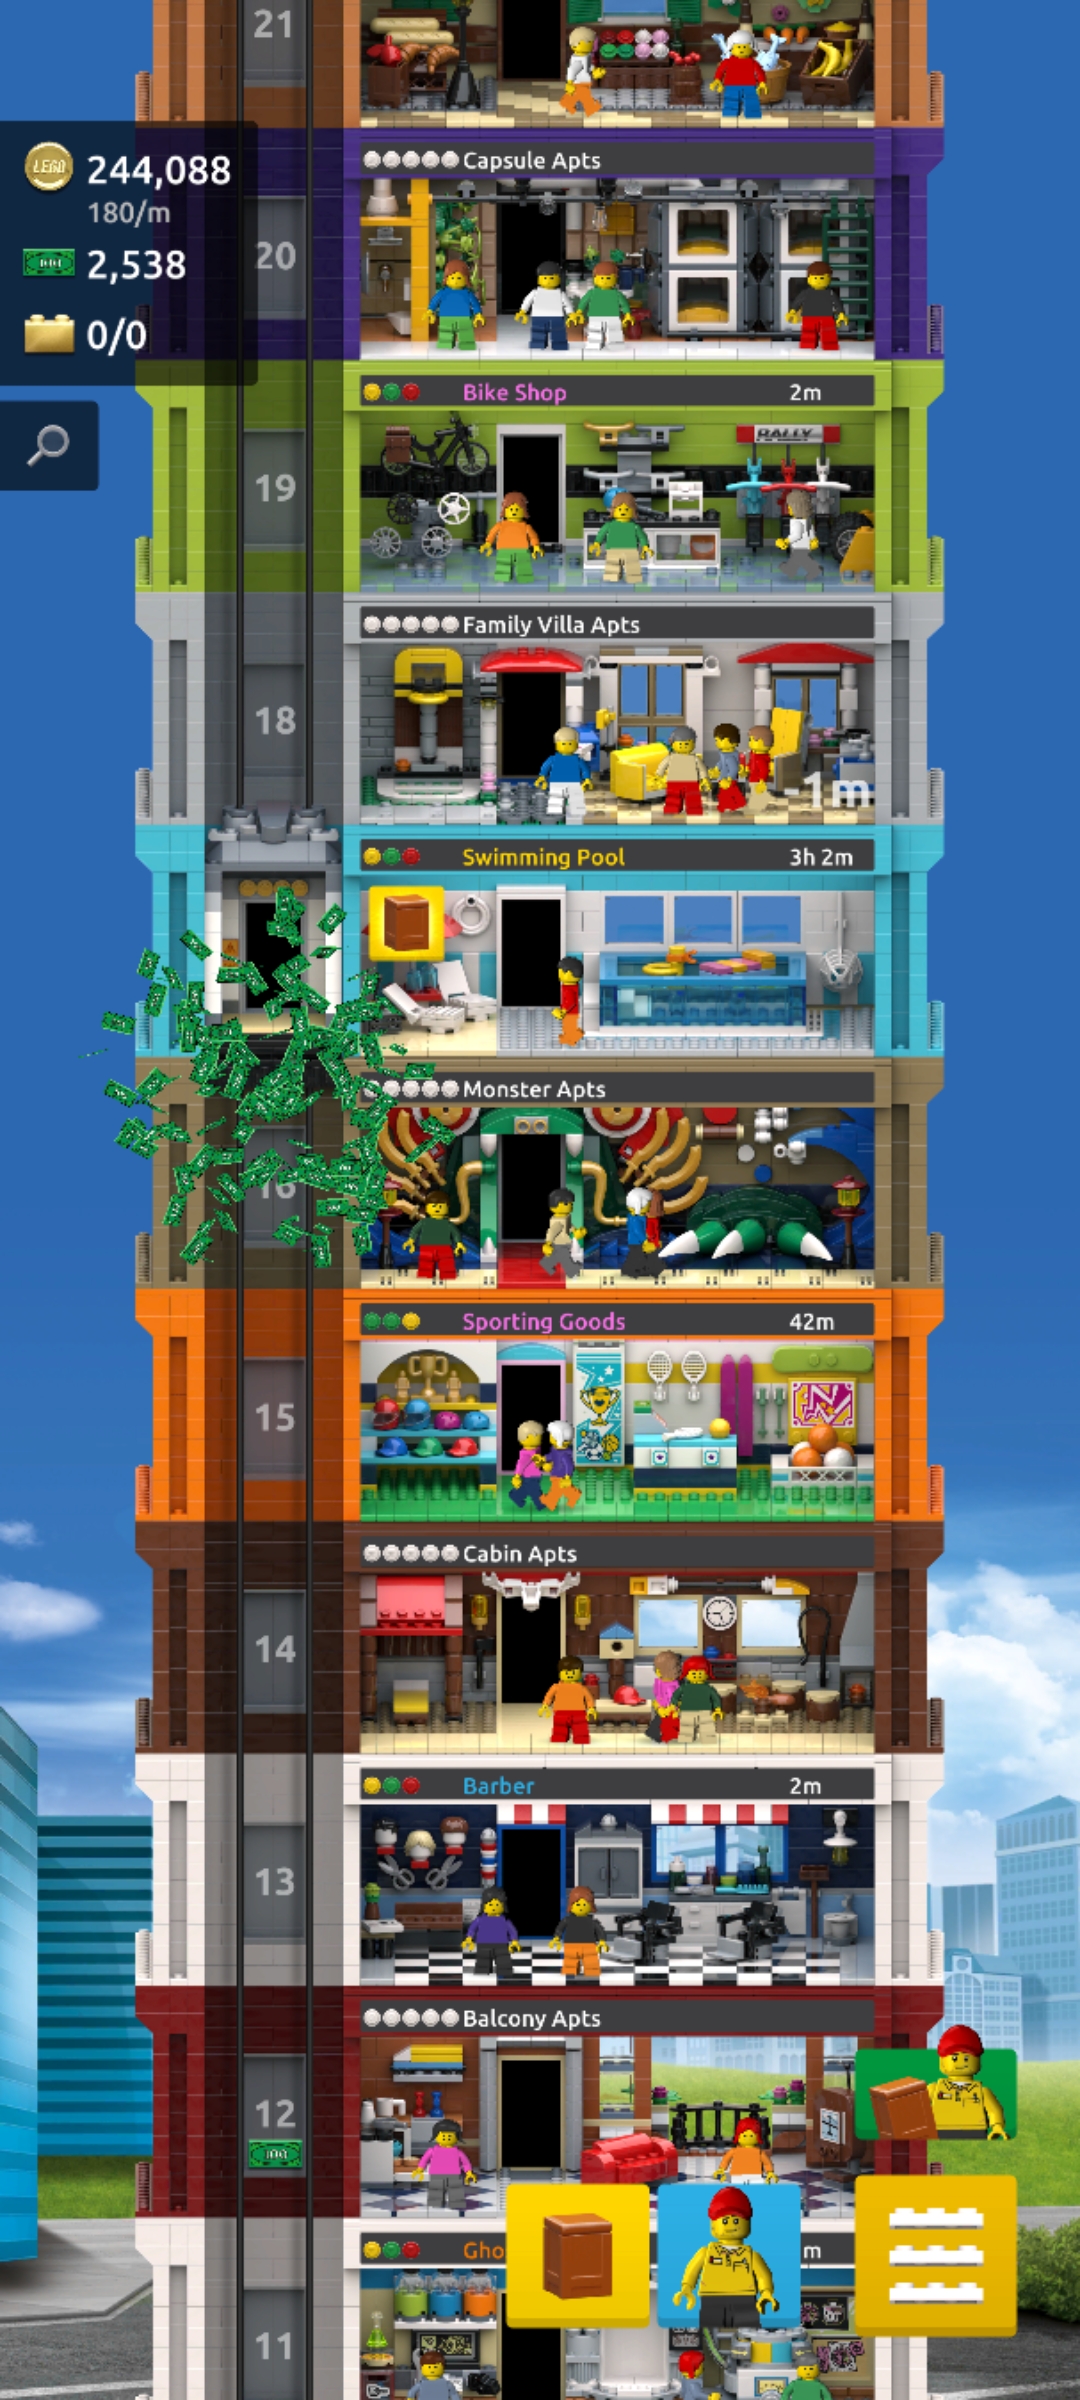 21
LEGO
244,088
180/m
2,538
0/0
Capsule Apts
20
Bike Shop 2m
RALLY
19
Family Villa Apts
18
-1m
Swimming Pool 3h 2m
Monster Apts
16
Sporting Goods 42m
15
Cabin Apts
14
Barber 2m
13
Balcony Apts
12
Gho
m
11